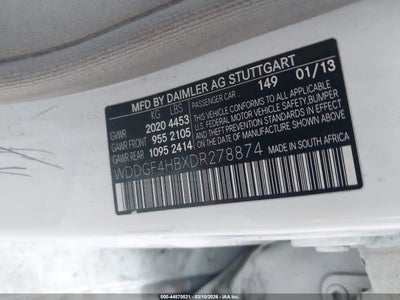 MFD BY DAIMLER AG STUTTGART
KG LBS PASSENGER CAR 149 01/13
GVWR 2020 4453
GAWR FRONT 955 2105
GAWR REAR 1095 2414
THIS VEHICLE CONFORMS TO ALL APPLICABLE
U.S. FEDERAL MOTOR VEHICLE SAFETY, BUMPER,
AND THEFT PREVENTION STANDARDS IN EFFECT
ON THE DATE OF MANUFACTURE SHOWN ABOVE.
MADE IN SOUTH AFRICA
WDDGF4HBXDR278874
000-44570521 - 03/10/2026 - IAA Inc.